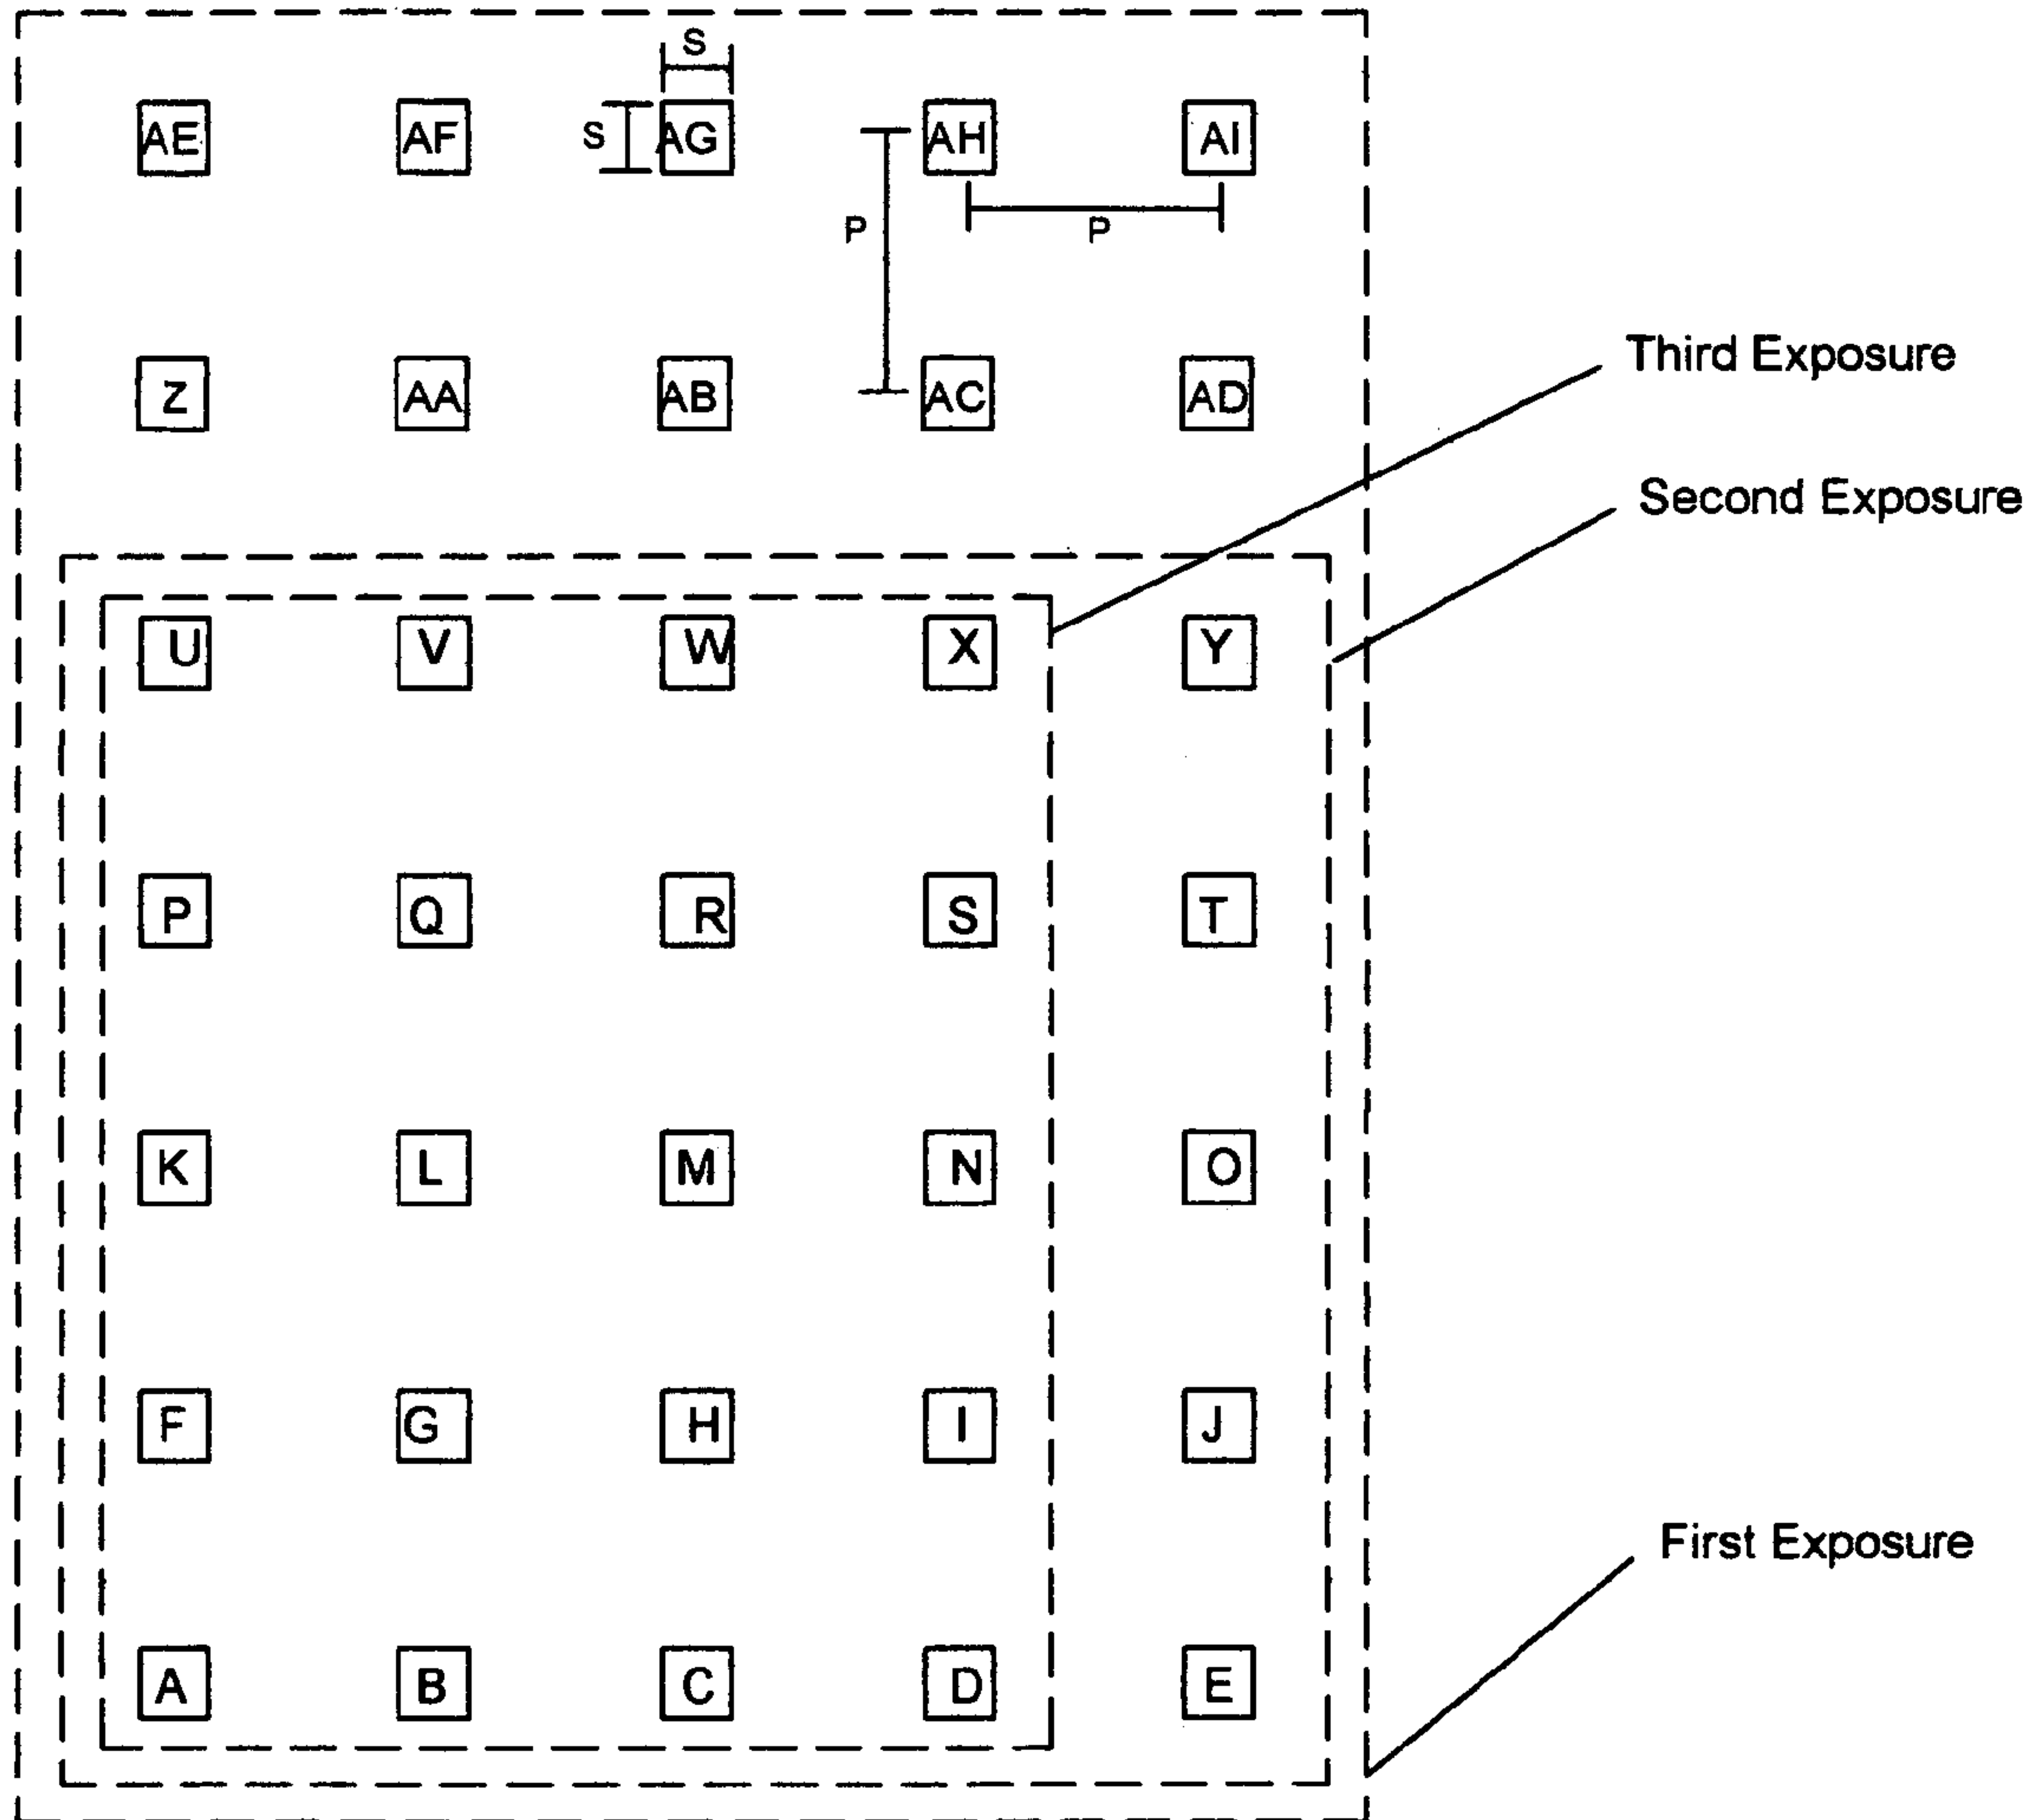 S
AE AF S AG AH AI
P P
Z AA AB AC AD
Third Exposure
Second Exposure
U V W X Y
P Q R S T
K L M N O
F G H I J
First Exposure
A B C D E